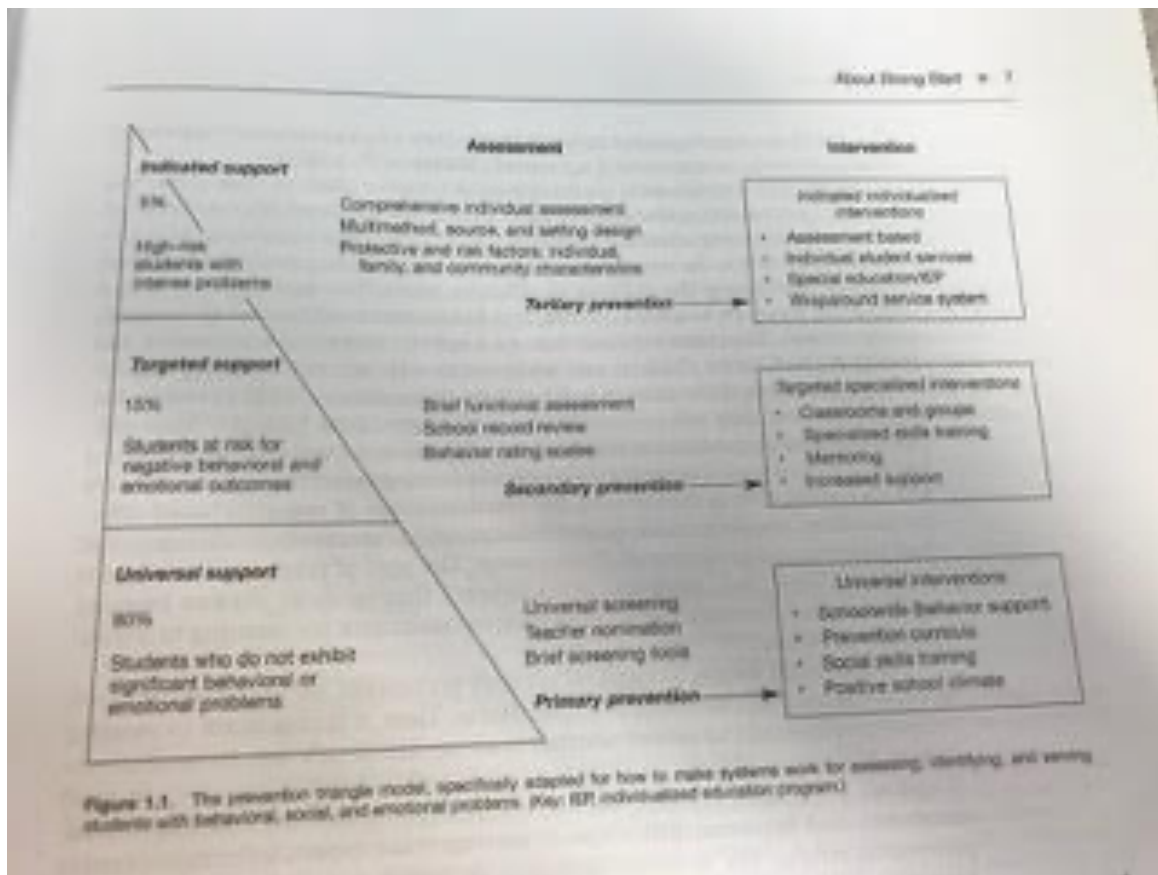 About Strong Start 7
Assessment
Intervention
Indicated support
5%
High-risk
students with
intense problems
Comprehensive individual assessment
Multimethod, source, and setting design
Protective and risk factors: individual,
family, and community characteristics
Tertiary prevention
Indicated individualized
interventions
• Assessment based
• Individual student services
• Special education/IEP
• Wraparound service system
Targeted support
15%
Students at risk for
negative behavioral and
emotional outcomes
Brief functional assessment
School record review
Behavior rating scales
Secondary prevention
Targeted specialized interventions
• Classrooms and groups
• Specialized skills training
• Mentoring
• Increased support
Universal support
80%
Students who do not exhibit
significant behavioral or
emotional problems
Universal screening
Teacher nomination
Brief screening tools
Primary prevention
Universal interventions
• Schoolwide Behavior support
• Prevention curricula
• Social skills training
• Positive school climate
Figure 1.1. The prevention triangle model, specifically adapted for how to make systems work for assessing, identifying, and serving
students with behavioral, social, and emotional problems. (Key: IEP, individualized education program.)